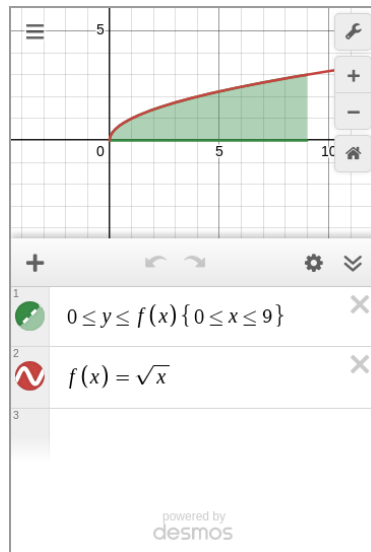 5
0
5
10
+
−
+
1
0 ≤ y ≤ f(x) {0 ≤ x ≤ 9}
2
f(x) = √x
3
powered by
desmos